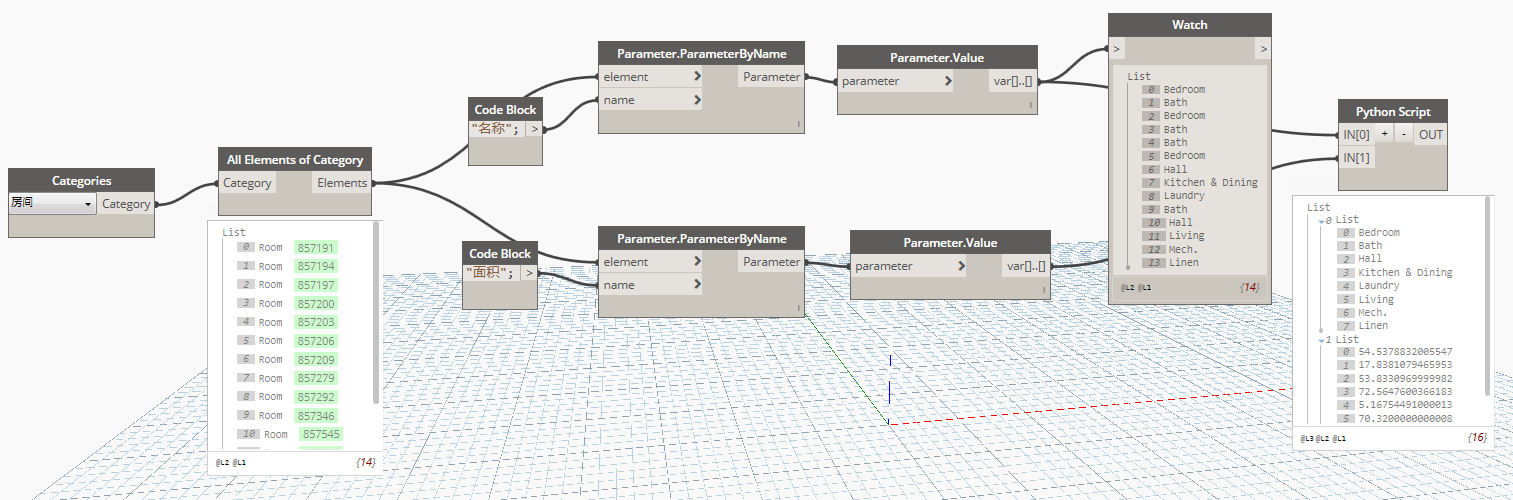 Categories
房间
Category
All Elements of Category
Category
Elements
List
0 Room 857191
1 Room 857194
2 Room 857197
3 Room 857200
4 Room 857203
5 Room 857206
6 Room 857209
7 Room 857279
8 Room 857292
9 Room 857346
10 Room 857545
@L2 @L1
{14}
Code Block
"名称";
>
Code Block
"面积";
>
Parameter.ParameterByName
element > Parameter
name >
Parameter.ParameterByName
element > Parameter
name >
Parameter.Value
parameter > var[]..[]
Parameter.Value
parameter > var[]..[]
Watch
> >
List
0 Bedroom
1 Bath
2 Bedroom
3 Bath
4 Bath
5 Bedroom
6 Hall
7 Kitchen & Dining
8 Laundry
9 Bath
10 Hall
11 Living
12 Mech.
13 Linen
@L2 @L1
{14}
Python Script
IN[0] + - OUT
IN[1]
List
0 List
0 Bedroom
1 Bath
2 Hall
3 Kitchen & Dining
4 Laundry
5 Living
6 Mech.
7 Linen
1 List
0 54.5378832005547
1 17.8381079465953
2 53.8330969999982
3 72.5647600366183
4 5.16754491000013
5 70.3200000000008
@L3 @L2 @L1
{16}